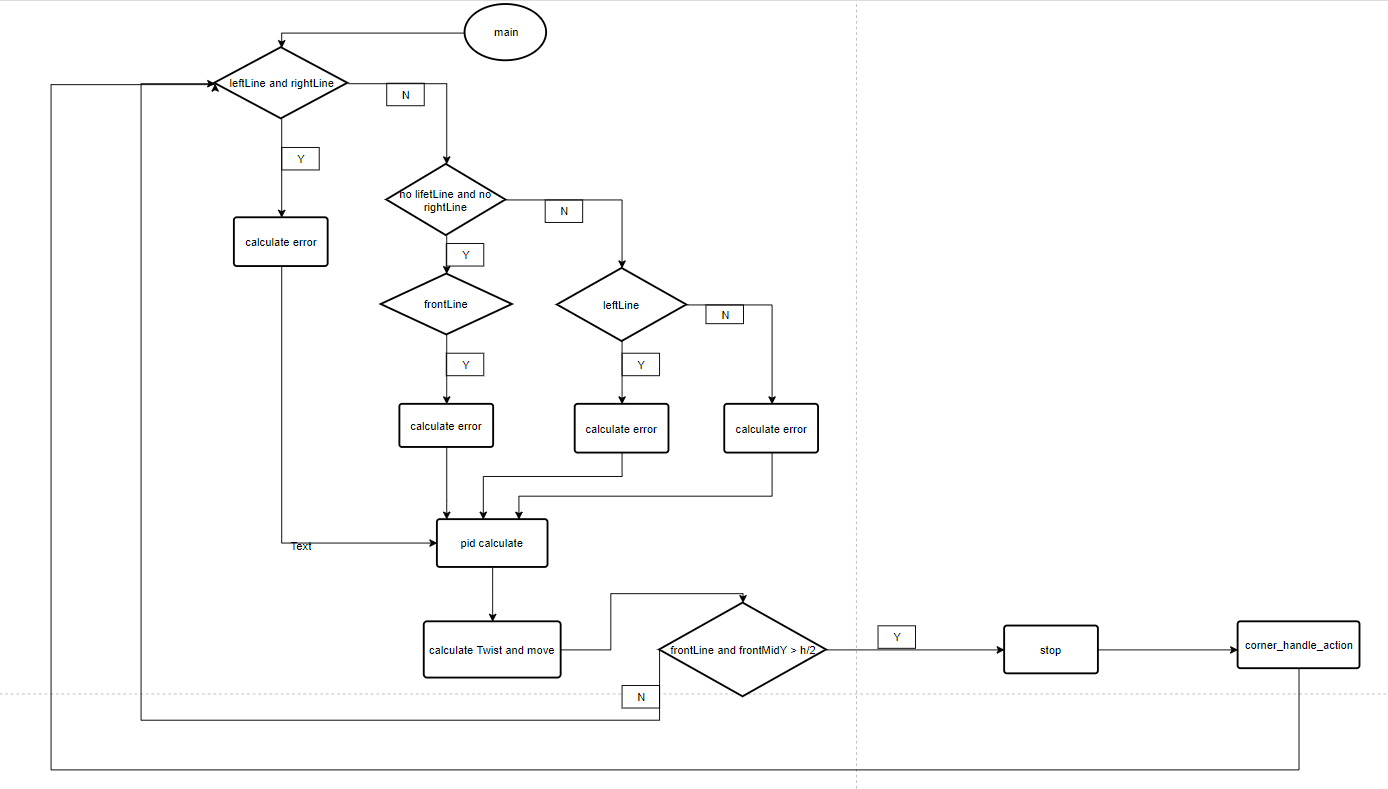 main
leftLine and rightLine
N
Y
no lifetLine and no
rightLine
N
calculate error
Y
frontLine
leftLine
N
Y
Y
calculate error
calculate error
calculate error
Text
pid calculate
calculate Twist and move
frontLine and frontMidY > h/2
Y
stop
corner_handle_action
N